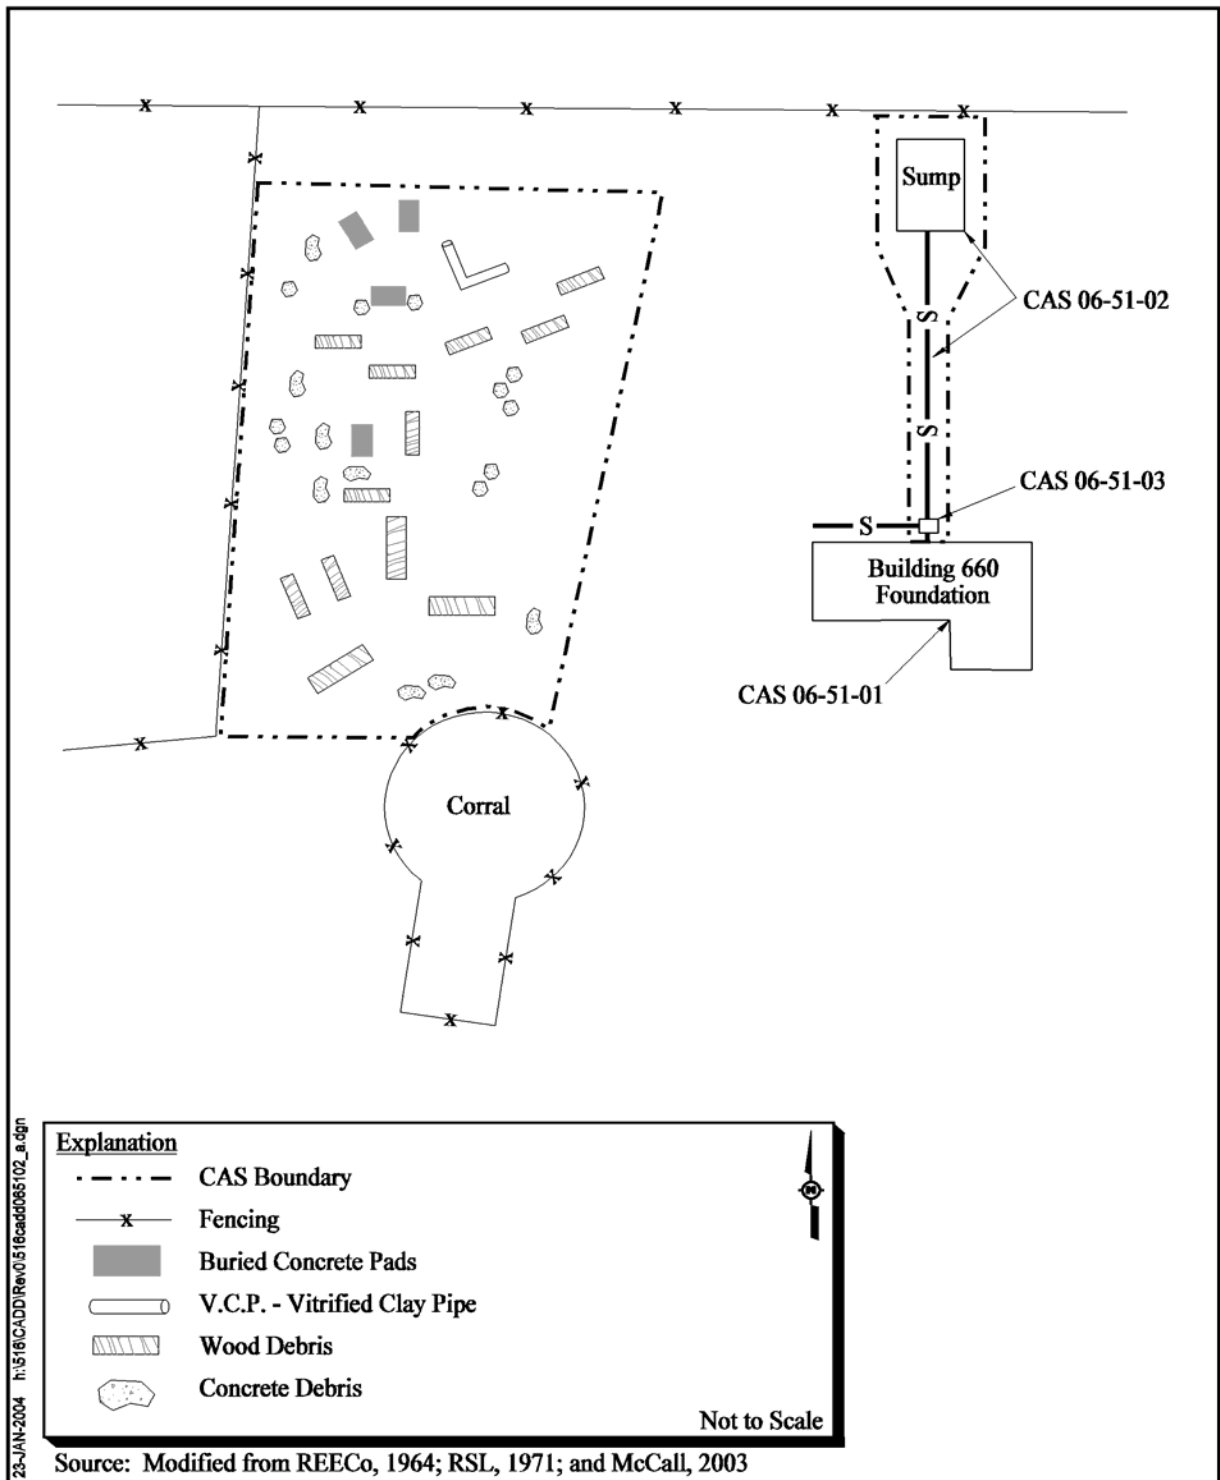 Sump
CAS 06-51-02
S
S
CAS 06-51-03
S
Building 660
Foundation
CAS 06-51-01
Corral
Explanation
CAS Boundary
Fencing
Buried Concrete Pads
V.C.P. - Vitrified Clay Pipe
Wood Debris
Concrete Debris
N
Not to Scale
23-JAN-2004 h:\516\CADD\Rev0\516cadd065102_a.dgn
Source: Modified from REECo, 1964; RSL, 1971; and McCall, 2003